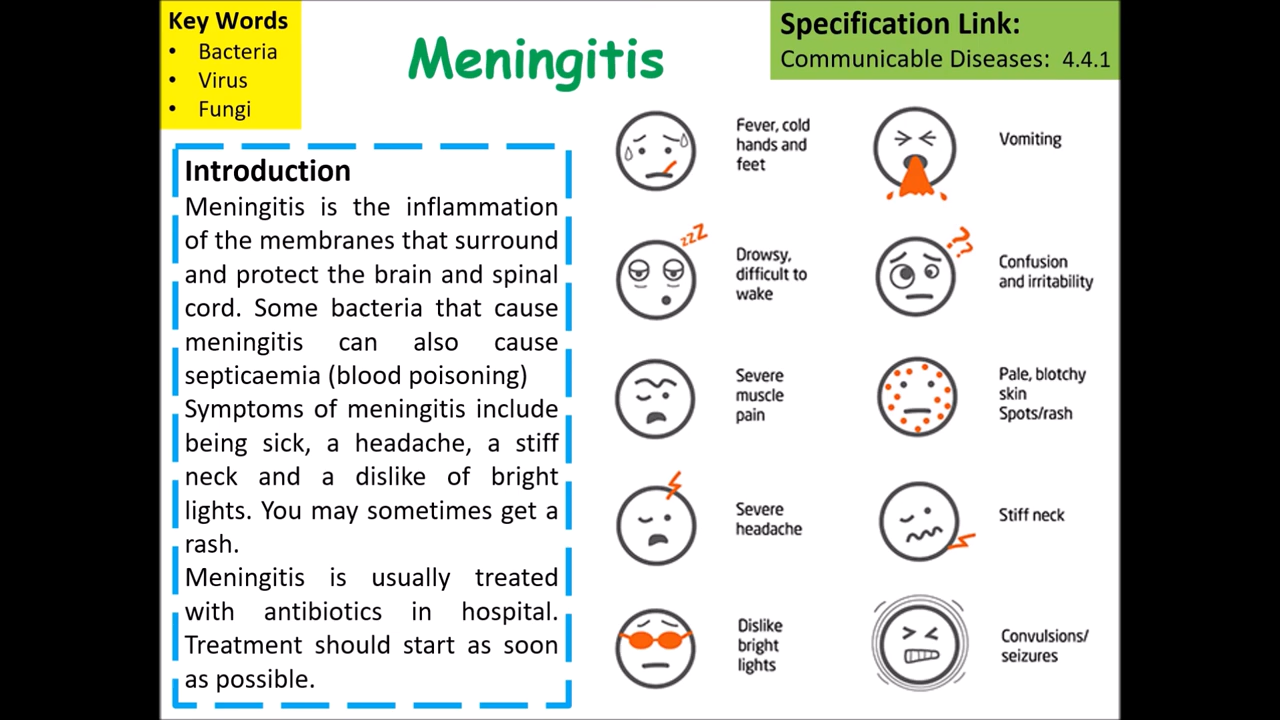 Key Words
• Bacteria
• Virus
• Fungi
Meningitis
Specification Link:
Communicable Diseases: 4.4.1
Introduction
Meningitis is the inflammation
of the membranes that surround
and protect the brain and spinal
cord. Some bacteria that cause
meningitis can also cause
septicaemia (blood poisoning)
Symptoms of meningitis include
being sick, a headache, a stiff
neck and a dislike of bright
lights. You may sometimes get a
rash.
Meningitis is usually treated
with antibiotics in hospital.
Treatment should start as soon
as possible.
Fever, cold
hands and
feet
Vomiting
zzZ
Drowsy,
difficult to
wake
??
Confusion
and irritability
Severe
muscle
pain
Pale, blotchy
skin
Spots/rash
Severe
headache
Stiff neck
Dislike
bright
lights
Convulsions/
seizures